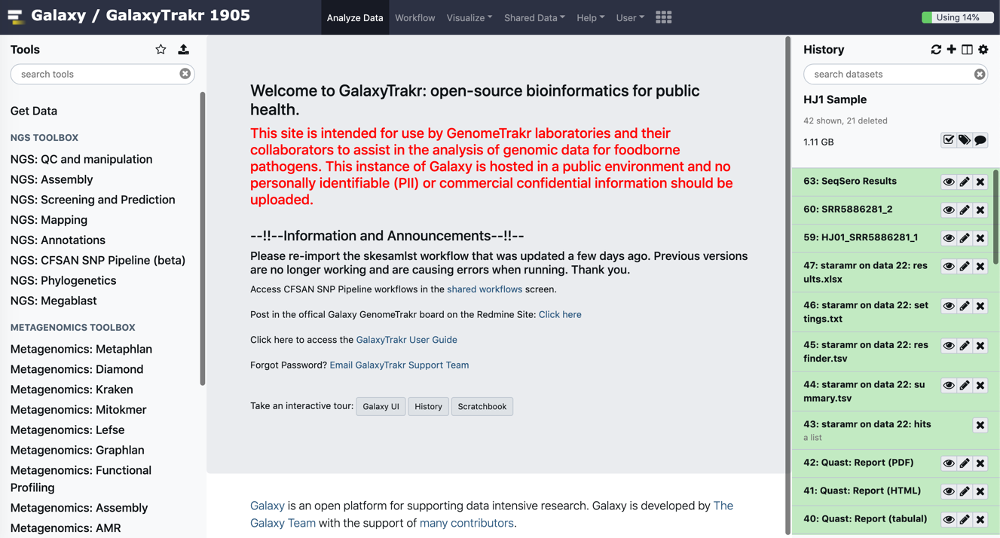 Galaxy / GalaxyTrakr 1905
Analyze Data
Workflow
Visualize
Shared Data
Help
User
Using 14%
Tools
search tools
Get Data
NGS TOOLBOX
NGS: QC and manipulation
NGS: Assembly
NGS: Screening and Prediction
NGS: Mapping
NGS: Annotations
NGS: CFSAN SNP Pipeline (beta)
NGS: Phylogenetics
NGS: Megablast
METAGENOMICS TOOLBOX
Metagenomics: Metaphlan
Metagenomics: Diamond
Metagenomics: Kraken
Metagenomics: Mitokmer
Metagenomics: Lefse
Metagenomics: Graphlan
Metagenomics: Functional
Profiling
Metagenomics: Assembly
Metagenomics: AMR
Welcome to GalaxyTrakr: open-source bioinformatics for public
health.
This site is intended for use by GenomeTrakr laboratories and their
collaborators to assist in the analysis of genomic data for foodborne
pathogens. This instance of Galaxy is hosted in a public environment and no
personally identifiable (PII) or commercial confidential information should be
uploaded.
--!!--Information and Announcements--!!--
Please re-import the skesamlst workflow that was updated a few days ago. Previous versions
are no longer working and are causing errors when running. Thank you.
Access CFSAN SNP Pipeline workflows in the shared workflows screen.
Post in the offical Galaxy GenomeTrakr board on the Redmine Site: Click here
Click here to access the GalaxyTrakr User Guide
Forgot Password? Email GalaxyTrakr Support Team
Take an interactive tour: Galaxy UI History Scratchbook
Galaxy is an open platform for supporting data intensive research. Galaxy is developed by The
Galaxy Team with the support of many contributors.
History
search datasets
HJ1 Sample
42 shown, 21 deleted
1.11 GB
63: SeqSero Results
60: SRR5886281_2
59: HJ01_SRR5886281_1
47: staramr on data 22: res
ults.xlsx
46: staramr on data 22: set
tings.txt
45: staramr on data 22: res
finder.tsv
44: staramr on data 22: su
mmary.tsv
43: staramr on data 22: hits
a list
42: Quast: Report (PDF)
41: Quast: Report (HTML)
40: Quast: Report (tabulal)